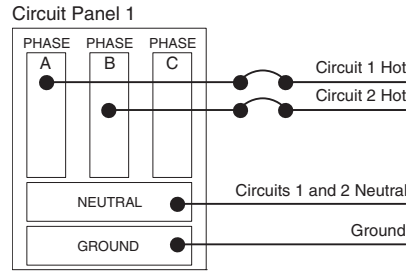 Circuit Panel 1
PHASE PHASE PHASE
A B C
Circuit 1 Hot
Circuit 2 Hot
NEUTRAL
Circuits 1 and 2 Neutral
GROUND
Ground